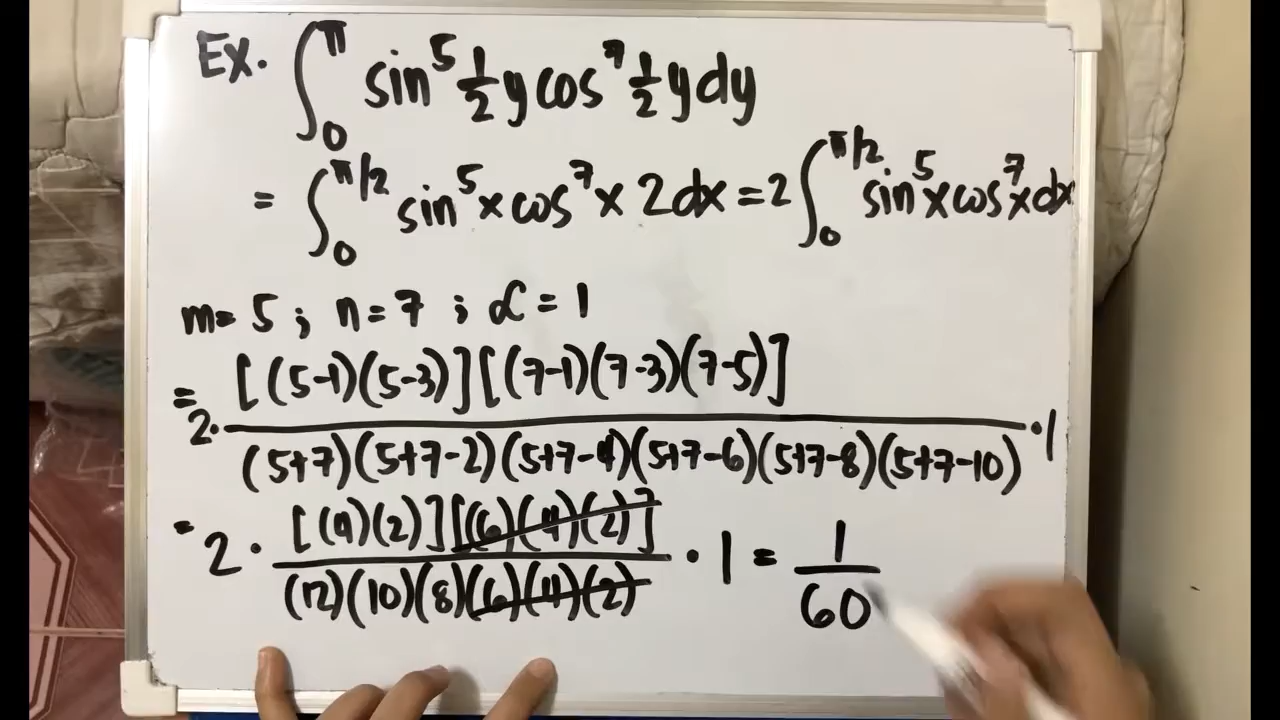 Ex. ∫₀^π sin⁵ ½y cos⁷ ½y dy
= ∫₀^(π/2) sin⁵x cos⁷x 2dx = 2 ∫₀^(π/2) sin⁵x cos⁷x dx
m = 5 ; n = 7 ; α = 1
= 2 · [(5-1)(5-3)][(7-1)(7-3)(7-5)] / (5+7)(5+7-2)(5+7-4)(5+7-6)(5+7-8)(5+7-10) · 1
= 2 · [(4)(2)][(6)(4)(2)] / (12)(10)(8)(6)(4)(2) · 1 = 1/60